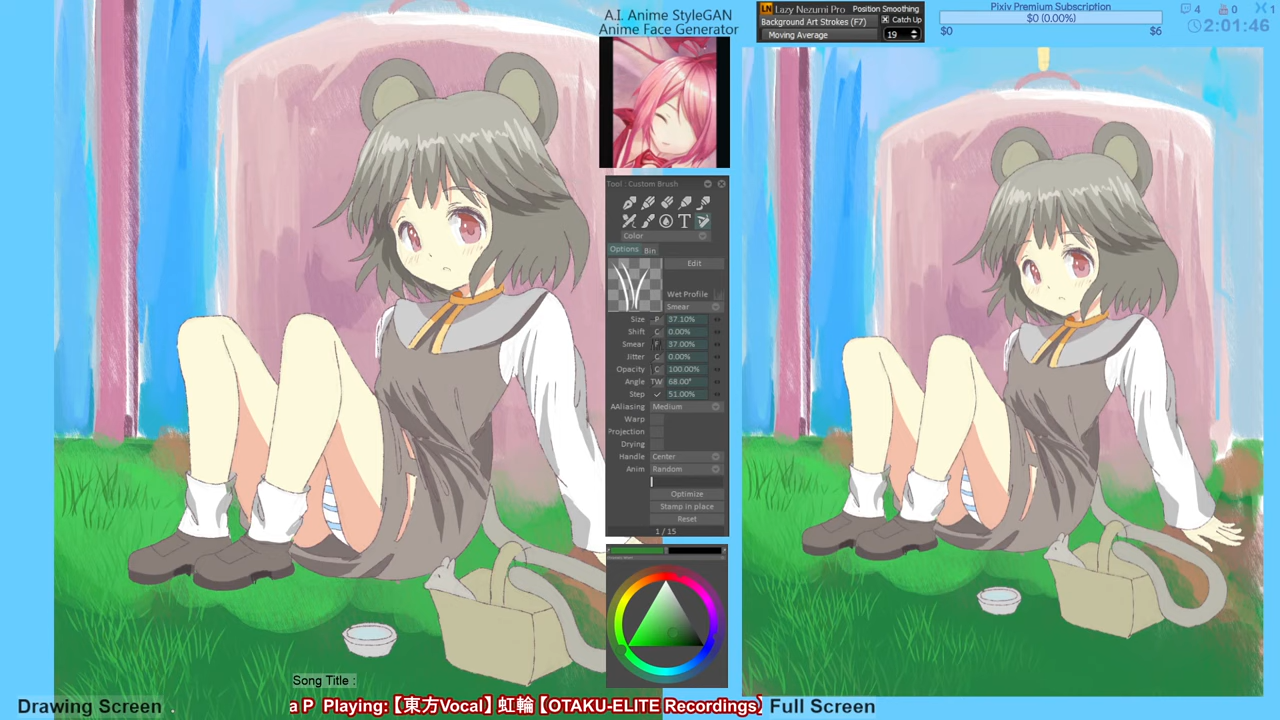 A.I. Anime StyleGAN
Anime Face Generator
Lazy Nezumi Pro
Position Smoothing
Background Art Strokes (F7)
Catch Up
Moving Average
19
Pixiv Premium Subscription
$0 (0.00%)
$0
$6
4
0
1
2:01:46
Tool : Custom Brush
Color
Options
Bin
Edit
Wet Profile
Smear
Size P 37.10%
Shift C 0.00%
Smear F 37.00%
Jitter C 0.00%
Opacity C 100.00%
Angle TW 68.00°
Step 51.00%
AAliasing Medium
Warp
Projection
Drying
Handle Center
Anim Random
Optimize
Stamp in place
Reset
1 / 15
Song Title :
Drawing Screen .
a P Playing: 【東方Vocal】 虹輪 【OTAKU-ELITE Recordings】
Full Screen